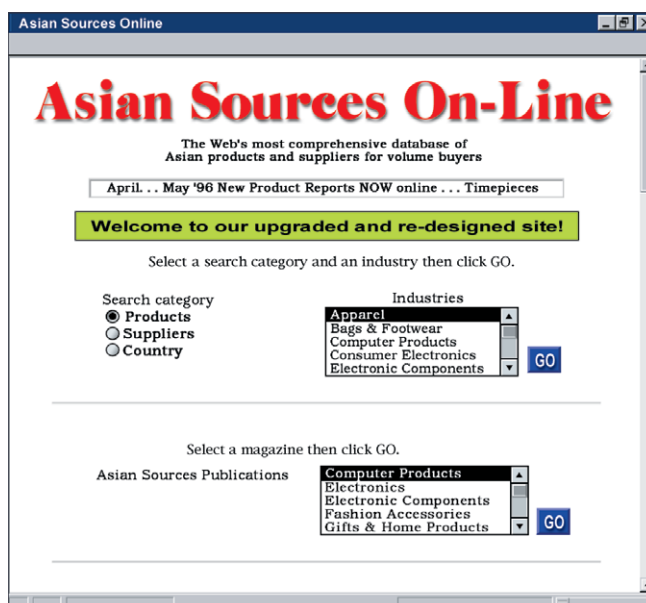 Asian Sources Online
Asian Sources On-Line
The Web's most comprehensive database of
Asian products and suppliers for volume buyers
April. . . May '96 New Product Reports NOW online . . . Timepieces
Welcome to our upgraded and re-designed site!
Select a search category and an industry then click GO.
Search category
Products
Suppliers
Country
Industries
Apparel
Bags & Footwear
Computer Products
Consumer Electronics
Electronic Components
GO
Select a magazine then click GO.
Asian Sources Publications
Computer Products
Electronics
Electronic Components
Fashion Accessories
Gifts & Home Products
GO